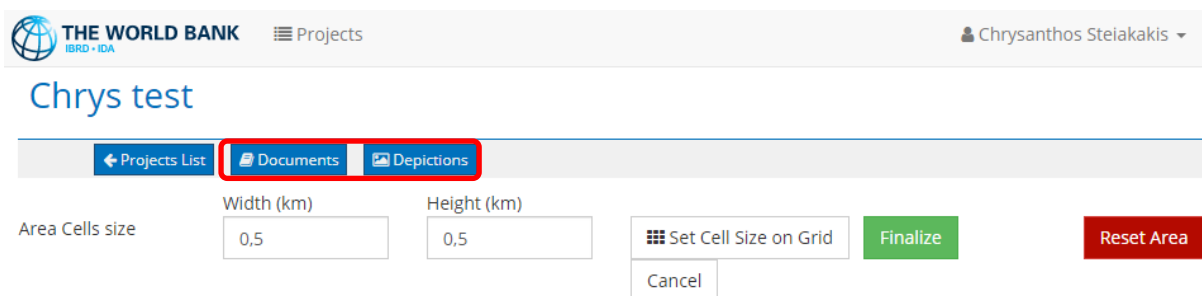 THE WORLD BANK
IBRD • IDA
Projects
Chrysanthos Steiakakis
Chrys test
Projects List
Documents
Depictions
Width (km)
Height (km)
Area Cells size
0,5
0,5
Set Cell Size on Grid
Finalize
Reset Area
Cancel